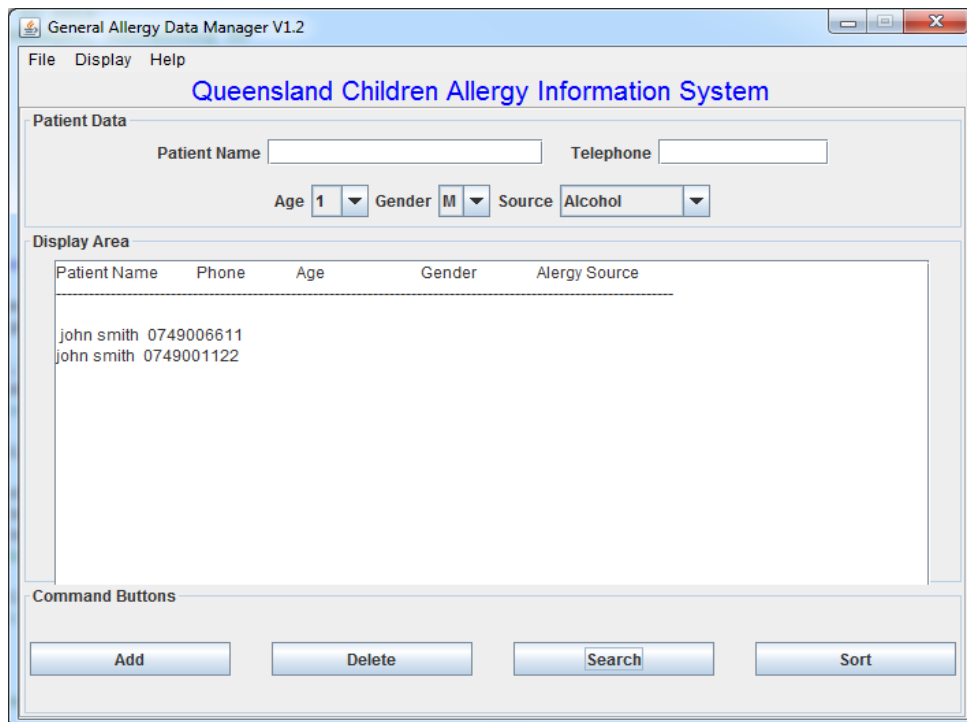 General Allergy Data Manager V1.2
File Display Help
Queensland Children Allergy Information System
Patient Data
Patient Name Telephone
Age 1 Gender M Source Alcohol
Display Area
Patient Name Phone Age Gender Alergy Source
---------------------------------------------------------------------------------------------------------------------
john smith 0749006611
john smith 0749001122
Command Buttons
Add Delete Search Sort